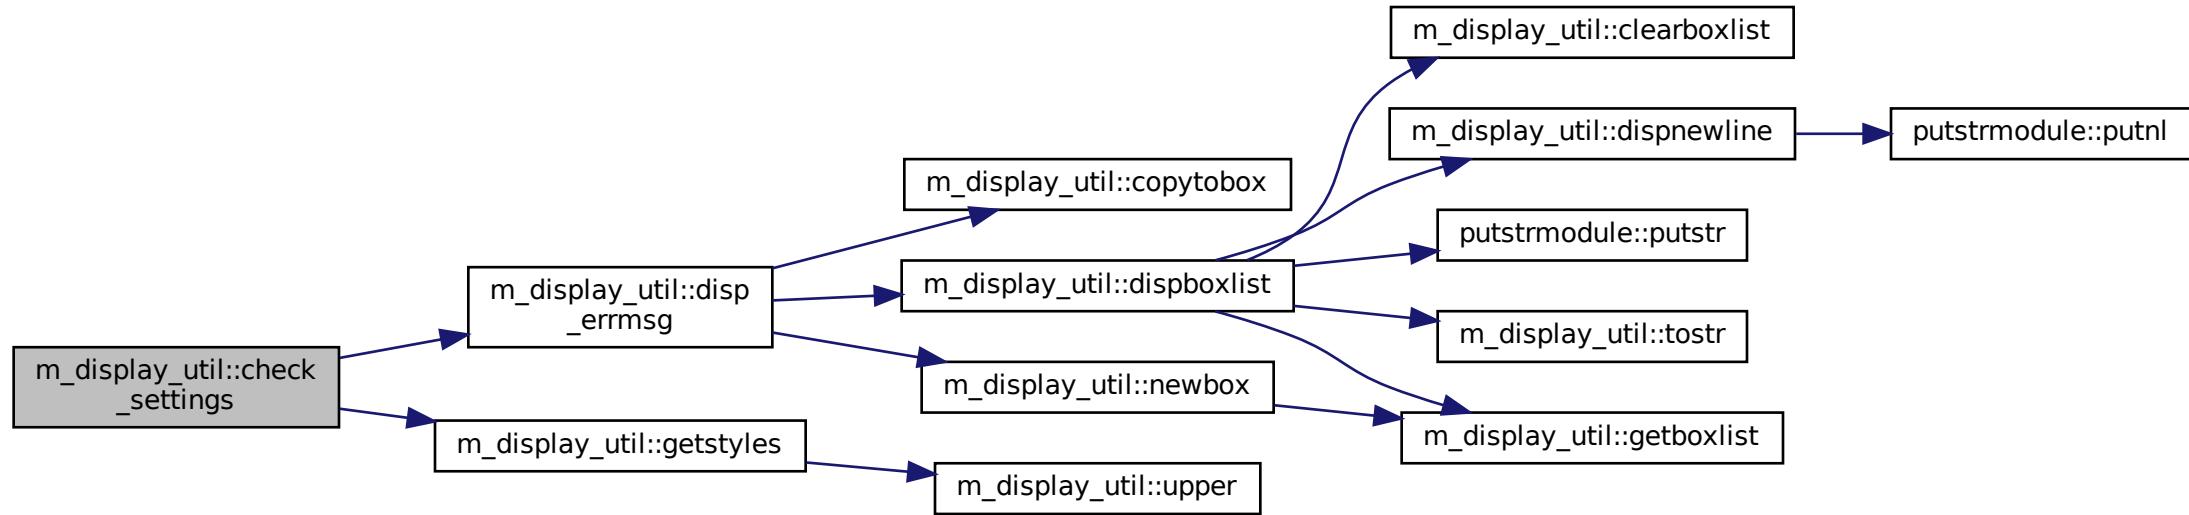 m_display_util::check
_settings
m_display_util::disp
_errmsg
m_display_util::getstyles
m_display_util::copytobox
m_display_util::dispboxlist
m_display_util::newbox
m_display_util::upper
m_display_util::clearboxlist
m_display_util::dispnewline
putstrmodule::putstr
m_display_util::tostr
m_display_util::getboxlist
putstrmodule::putnl